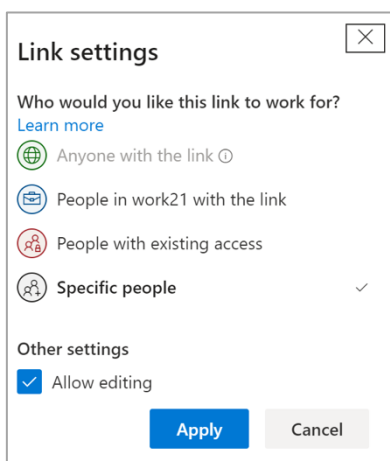 Link settings
Who would you like this link to work for?
Learn more
Anyone with the link
People in work21 with the link
People with existing access
Specific people
Other settings
Allow editing
Apply Cancel